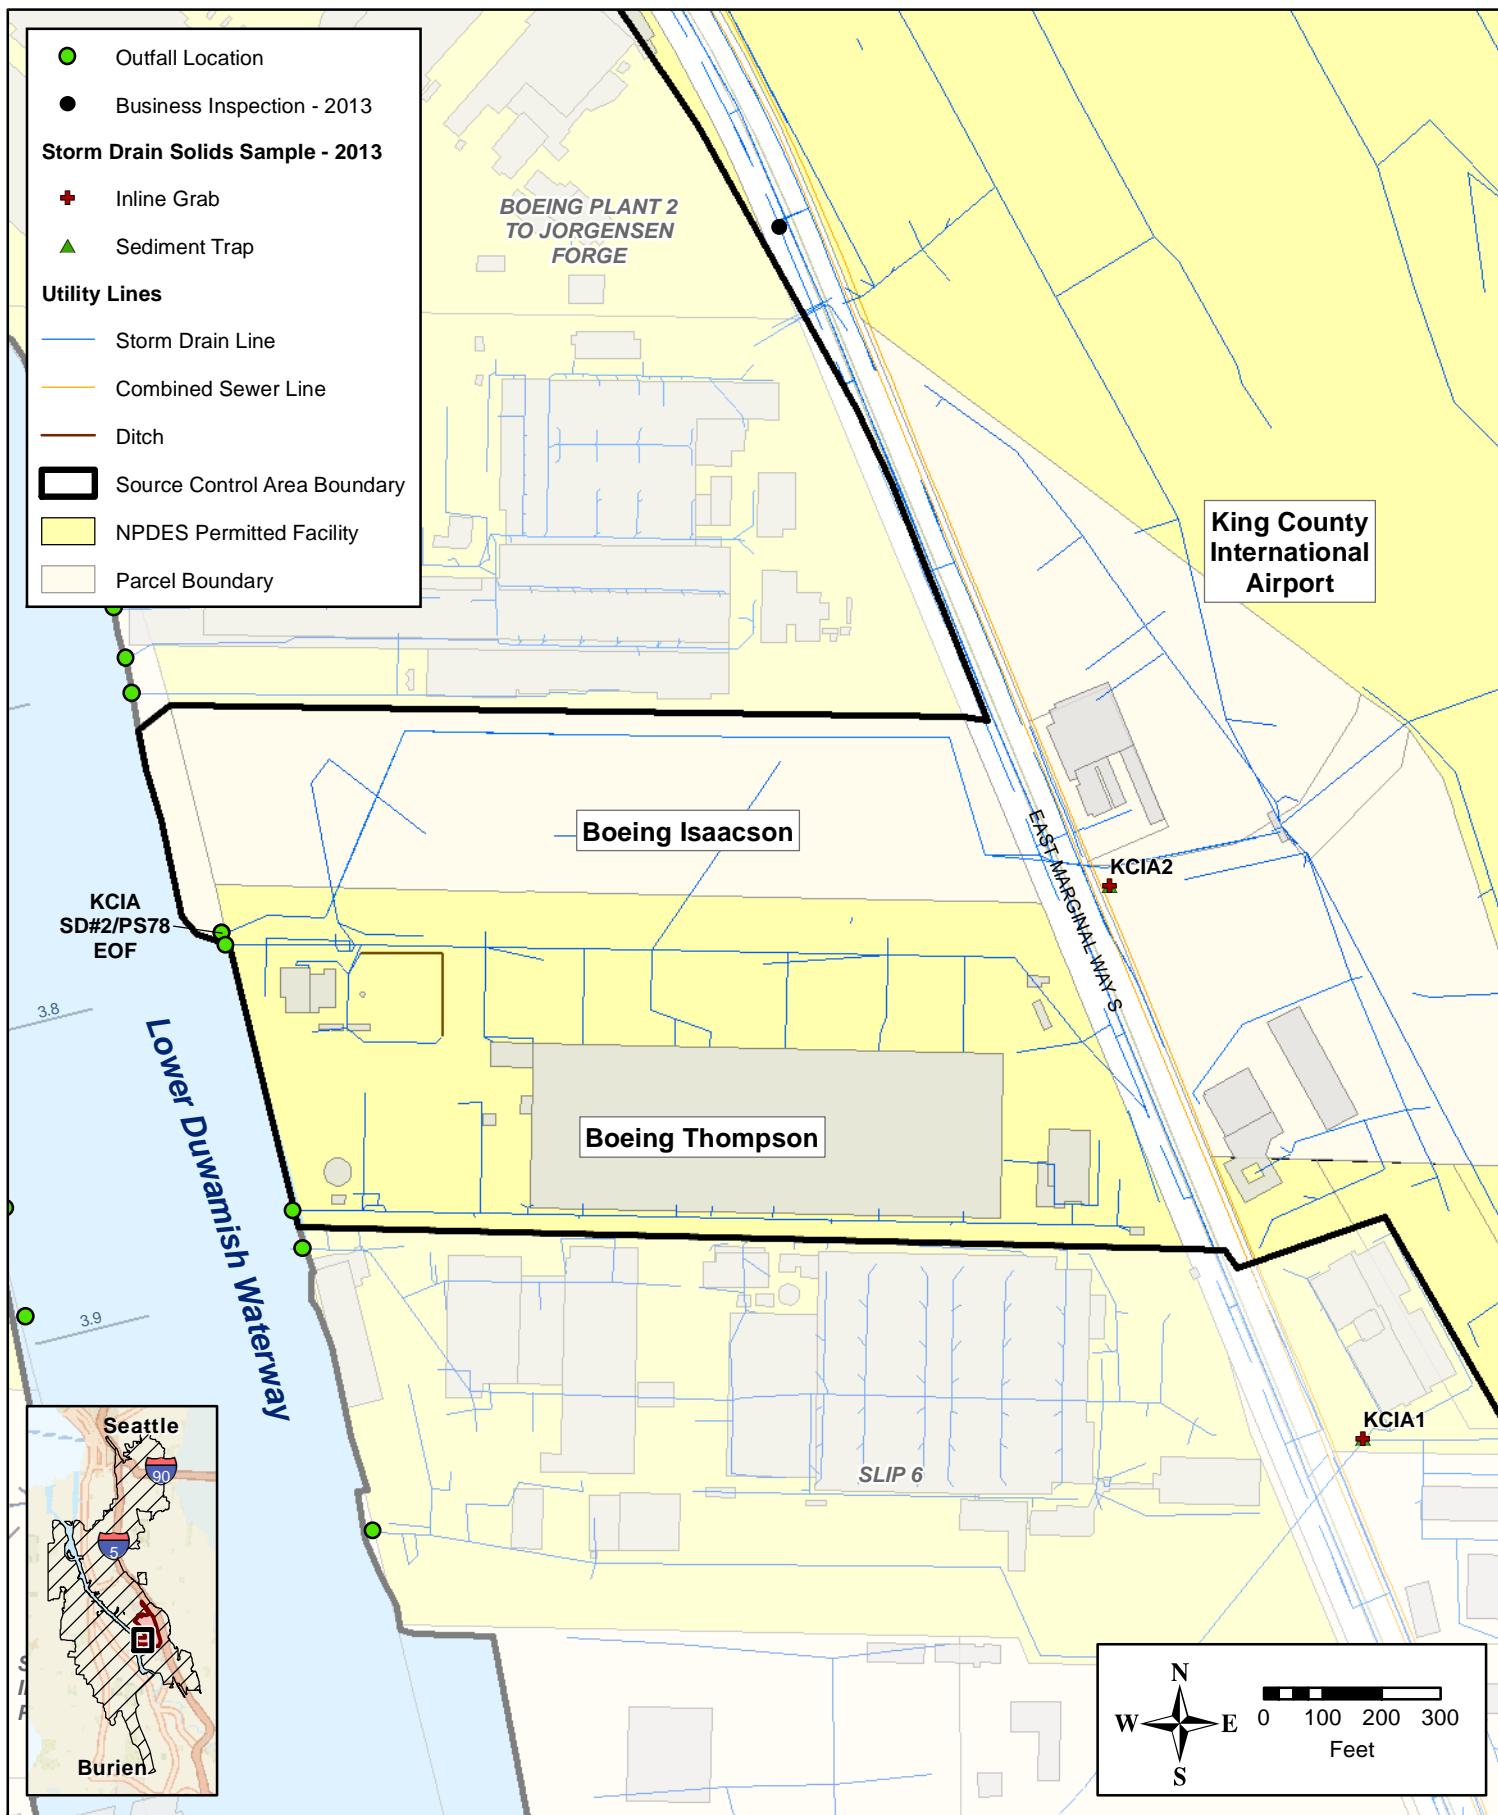 Outfall Location
Business Inspection - 2013
Storm Drain Solids Sample - 2013
Inline Grab
Sediment Trap
Utility Lines
Storm Drain Line
Combined Sewer Line
Ditch
Source Control Area Boundary
NPDES Permitted Facility
Parcel Boundary
BOEING PLANT 2
TO JORGENSEN
FORGE
King County
International
Airport
Boeing Isaacson
EAST MARGINAL WAY S
KCIA2
KCIA
SD#2/PS78
EOF
3.8
Lower Duwamish Waterway
Boeing Thompson
3.9
KCIA1
SLIP 6
Seattle
90
5
Burien
N
W
E
S
0 100 200 300
Feet